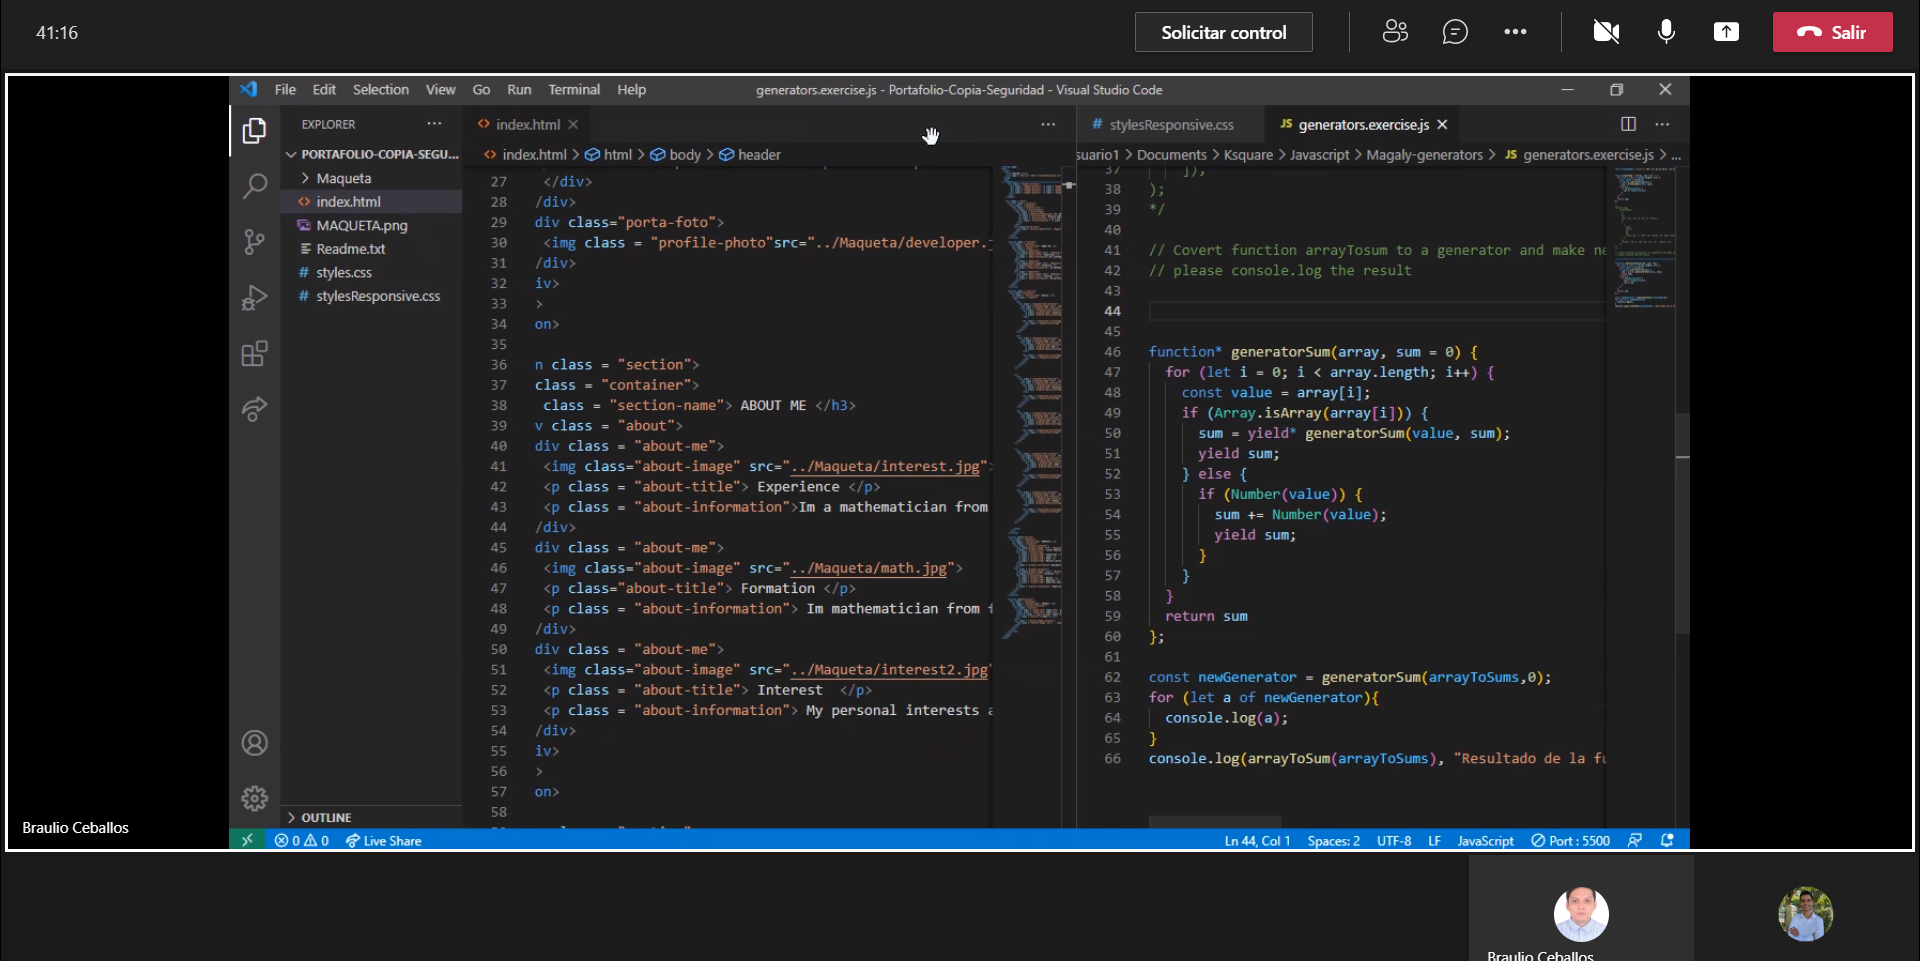 41:16
Solicitar control
Salir
File Edit Selection View Go Run Terminal Help
generators.exercise.js - Portafolio-Copia-Seguridad - Visual Studio Code
EXPLORER
PORTAFOLIO-COPIA-SEGU...
Maqueta
index.html
MAQUETA.png
Readme.txt
styles.css
stylesResponsive.css
OUTLINE
index.html
index.html > html > body > header
27 </div>
28 /div>
29 div class="porta-foto">
30 <img class = "profile-photo"src="../Maqueta/developer.
31 /div>
32 iv>
33 >
34 on>
35
36 n class = "section">
37 class = "container">
38 class = "section-name"> ABOUT ME </h3>
39 v class = "about">
40 div class = "about-me">
41 <img class="about-image" src="../Maqueta/interest.jpg">
42 <p class = "about-title"> Experience </p>
43 <p class = "about-information">Im a mathematician from
44 /div>
45 div class = "about-me">
46 <img class="about-image" src="../Maqueta/math.jpg">
47 <p class="about-title"> Formation </p>
48 <p class = "about-information"> Im mathematician from
49 /div>
50 div class = "about-me">
51 <img class="about-image" src="../Maqueta/interest2.jpg"
52 <p class = "about-title"> Interest </p>
53 <p class = "about-information"> My personal interests a
54 /div>
55 iv>
56 >
57 on>
58
stylesResponsive.css
JS generators.exercise.js
suario1 > Documents > Ksquare > Javascript > Magaly-generators > JS generators.exercise.js > ...
37 ]),
38 );
39 */
40
41 // Covert function arrayTosum to a generator and make ne
42 // please console.log the result
43
44
45
46 function* generatorSum(array, sum = 0) {
47 for (let i = 0; i < array.length; i++) {
48 const value = array[i];
49 if (Array.isArray(array[i])) {
50 sum = yield* generatorSum(value, sum);
51 yield sum;
52 } else {
53 if (Number(value)) {
54 sum += Number(value);
55 yield sum;
56 }
57 }
58 }
59 return sum
60 };
61
62 const newGenerator = generatorSum(arrayToSums,0);
63 for (let a of newGenerator){
64 console.log(a);
65 }
66 console.log(arrayToSum(arrayToSums), "Resultado de la fu
0 0 Live Share
Ln 44, Col 1 Spaces: 2 UTF-8 LF JavaScript Port : 5500
Braulio Ceballos
Braulio Ceballos